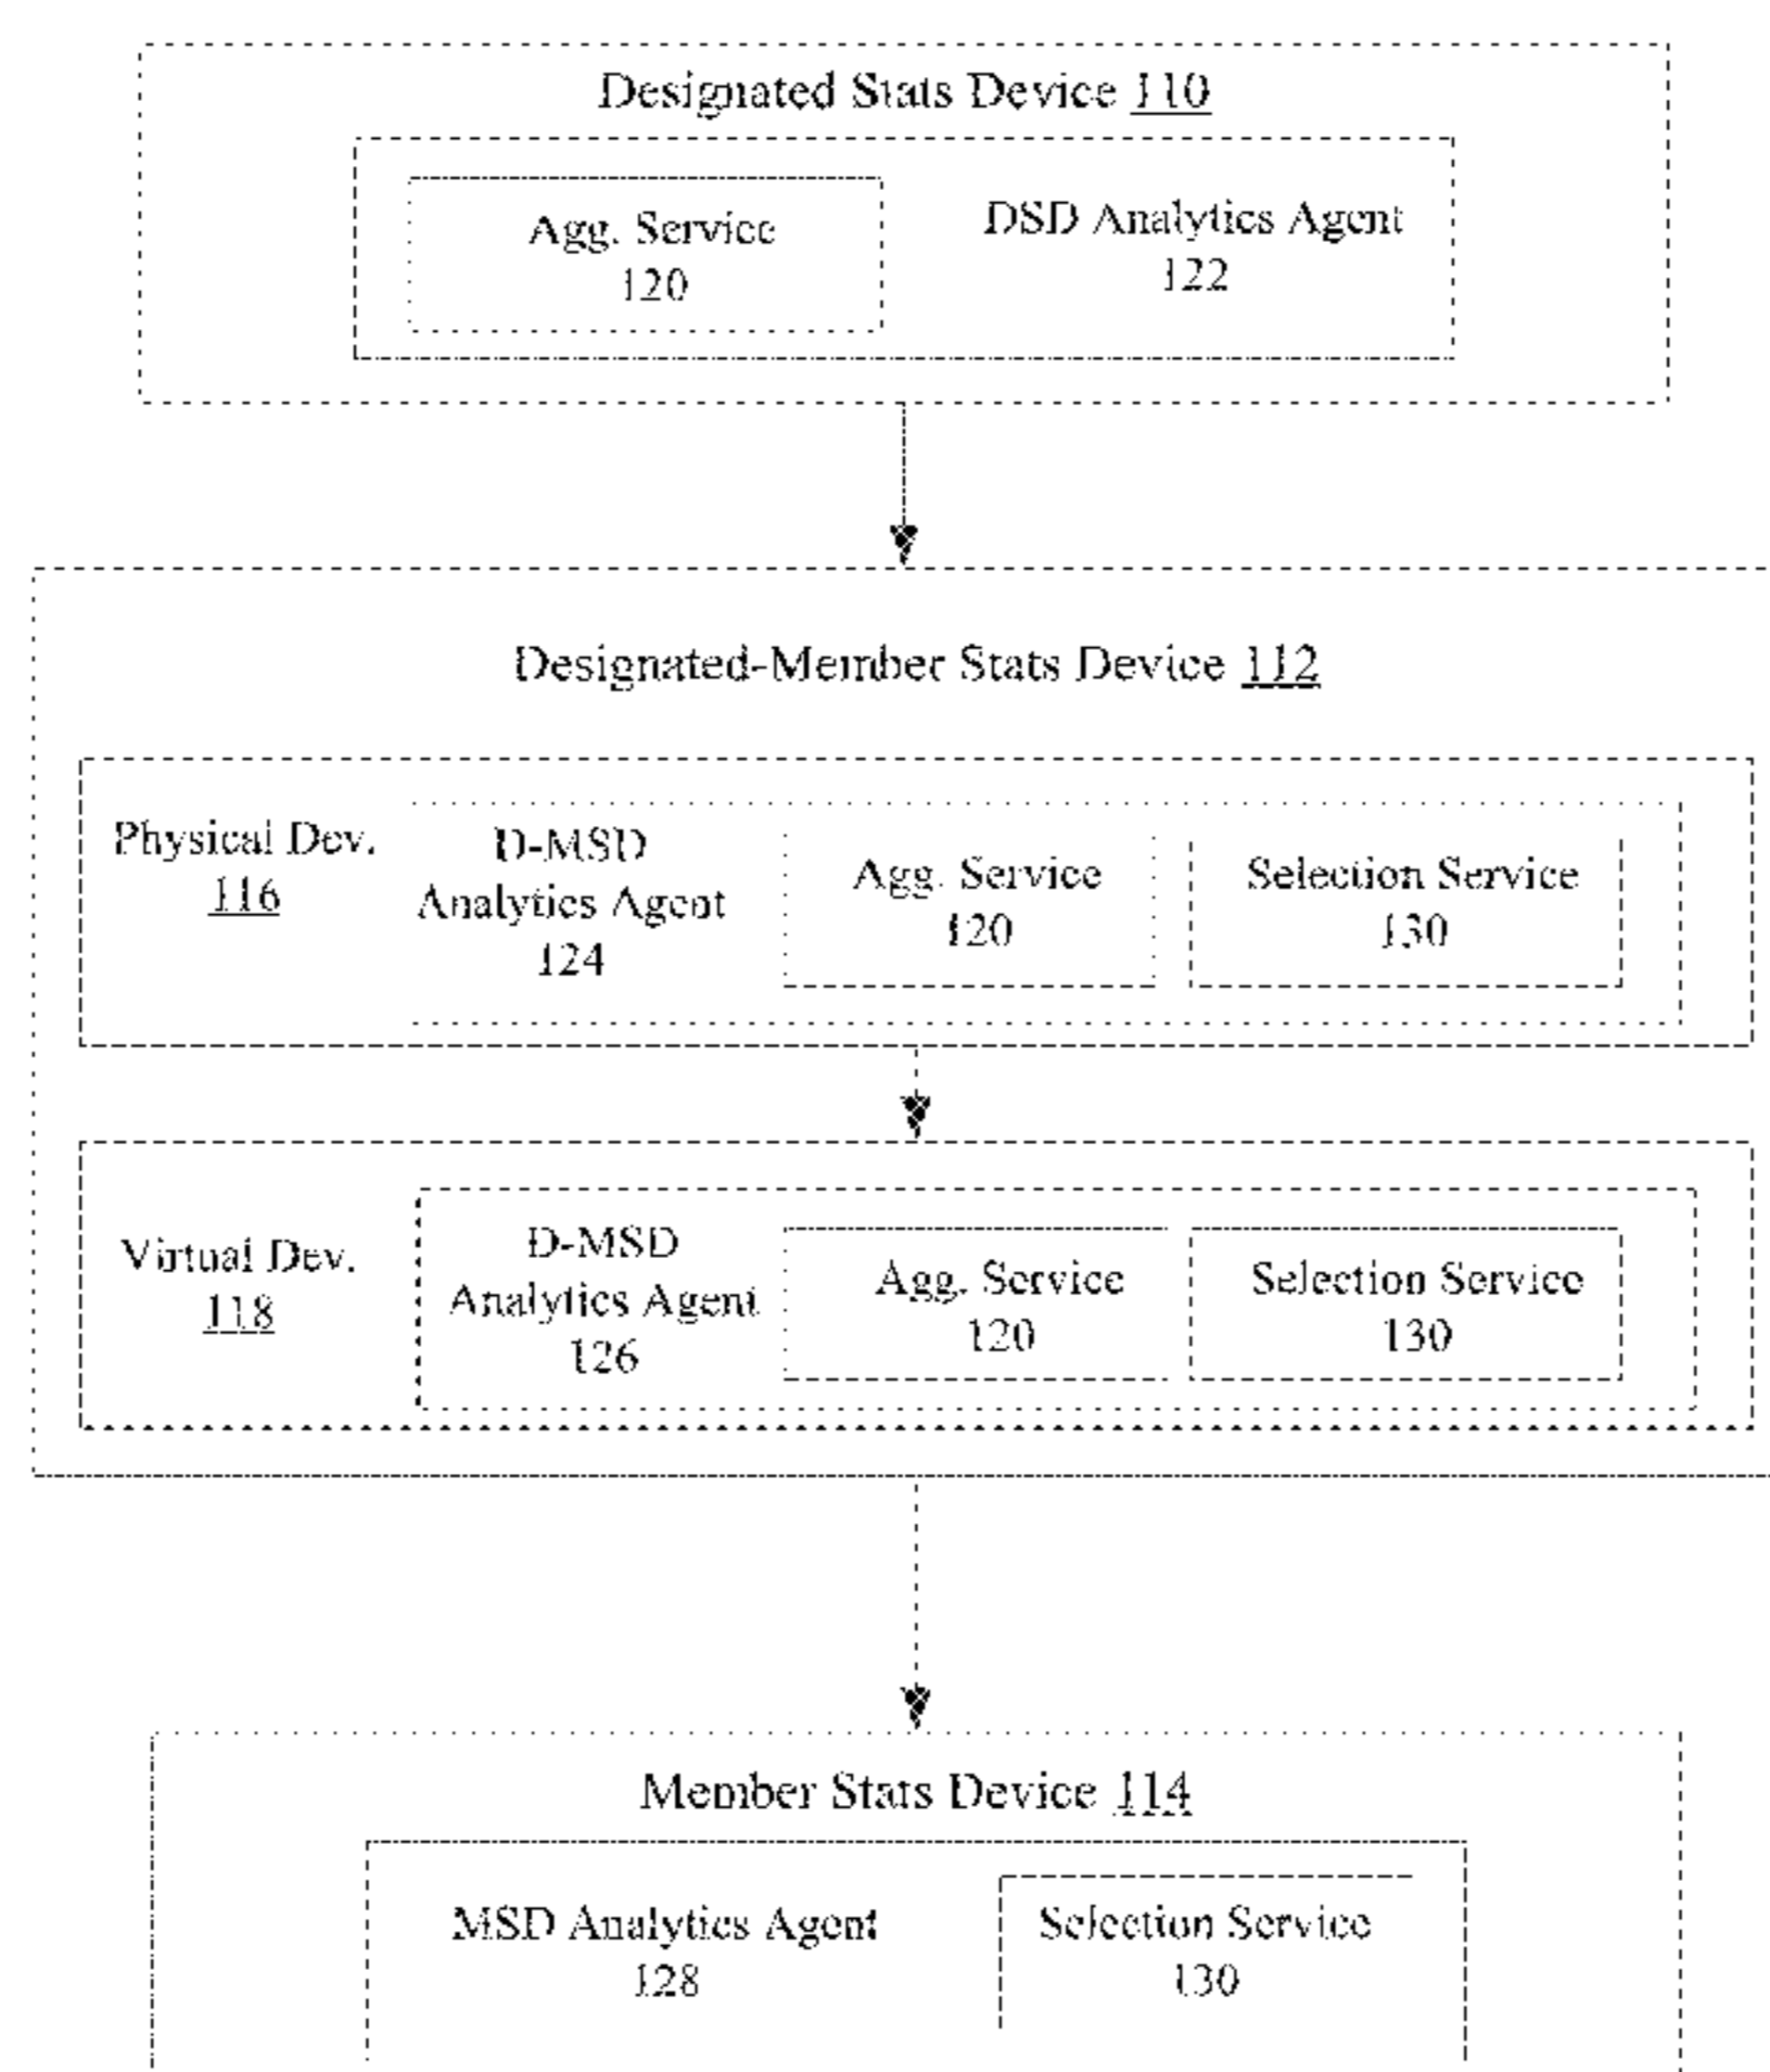 Designated Stats Device 110
Agg. Service
120
DSD Analytics Agent
122
Designated-Member Stats Device 112
Physical Dev.
116
D-MSD
Analytics Agent
124
Agg. Service
120
Selection Service
130
Virtual Dev.
118
D-MSD
Analytics Agent
126
Agg. Service
120
Selection Service
130
Member Stats Device 114
MSD Analytics Agent
128
Selection Service
130